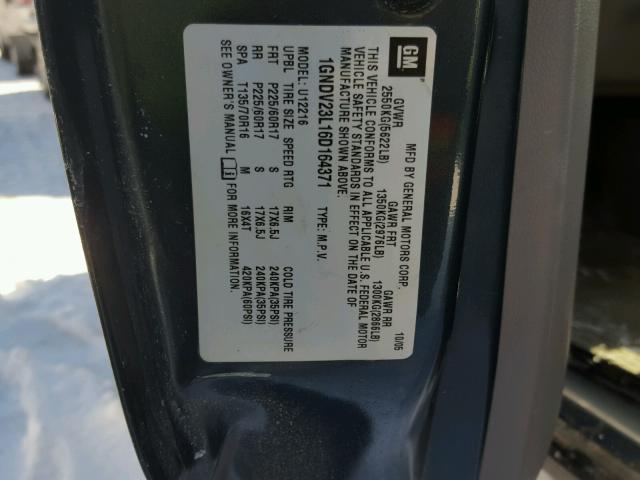 GM
MFD BY GENERAL MOTORS CORP. 10/05
GVWR GAWR FRT GAWR RR
2550KG(5622LB) 1350KG(2976LB) 1300KG(2866LB)
THIS VEHICLE CONFORMS TO ALL APPLICABLE U.S. FEDERAL MOTOR
VEHICLE SAFETY STANDARDS IN EFFECT ON THE DATE OF
MANUFACTURE SHOWN ABOVE.
1GNDV23L16D164371 TYPE: M.P.V.
MODEL: U12216
UPBL TIRE SIZE SPEED RTG RIM COLD TIRE PRESSURE
FRT P225/60R17 S 17X6.5J 240KPA(35PSI)
RR P225/60R17 S 17X6.5J 240KPA(35PSI)
SPA T135/70R16 M 16X4T 420KPA(60PSI)
SEE OWNER'S MANUAL FOR MORE INFORMATION.